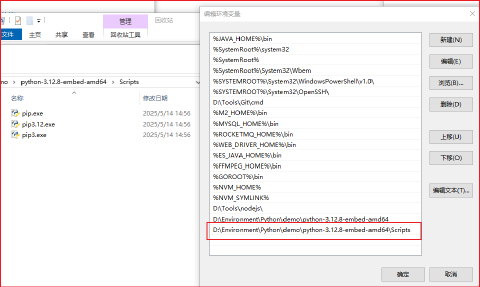 管理
回收站
文件
主页
共享
查看
回收站工具
python-3.12.8-embed-amd64
Scripts
名称
修改日期
pip.exe
2025/5/14 14:56
pip3.12.exe
2025/5/14 14:56
pip3.exe
2025/5/14 14:56
编辑环境变量
%JAVA_HOME%\bin
%SystemRoot%\system32
%SystemRoot%
%SystemRoot%\System32\Wbem
%SYSTEMROOT%\System32\WindowsPowerShell\v1.0\
%SYSTEMROOT%\System32\OpenSSH\
D:\Tools\Git\cmd
%M2_HOME%\bin
%MYSQL_HOME%\bin
%ROCKETMQ_HOME%\bin
%WEB_DRIVER_HOME%\bin
%ES_JAVA_HOME%\bin
%FFMPEG_HOME%\bin
%GOROOT%\bin
%NVM_HOME%
%NVM_SYMLINK%
D:\Tools\nodejs\
D:\Environment\Python\demo\python-3.12.8-embed-amd64
D:\Environment\Python\demo\python-3.12.8-embed-amd64\Scripts
新建(N)
编辑(E)
浏览(B)...
删除(D)
上移(U)
下移(O)
编辑文本(T)...
确定
取消